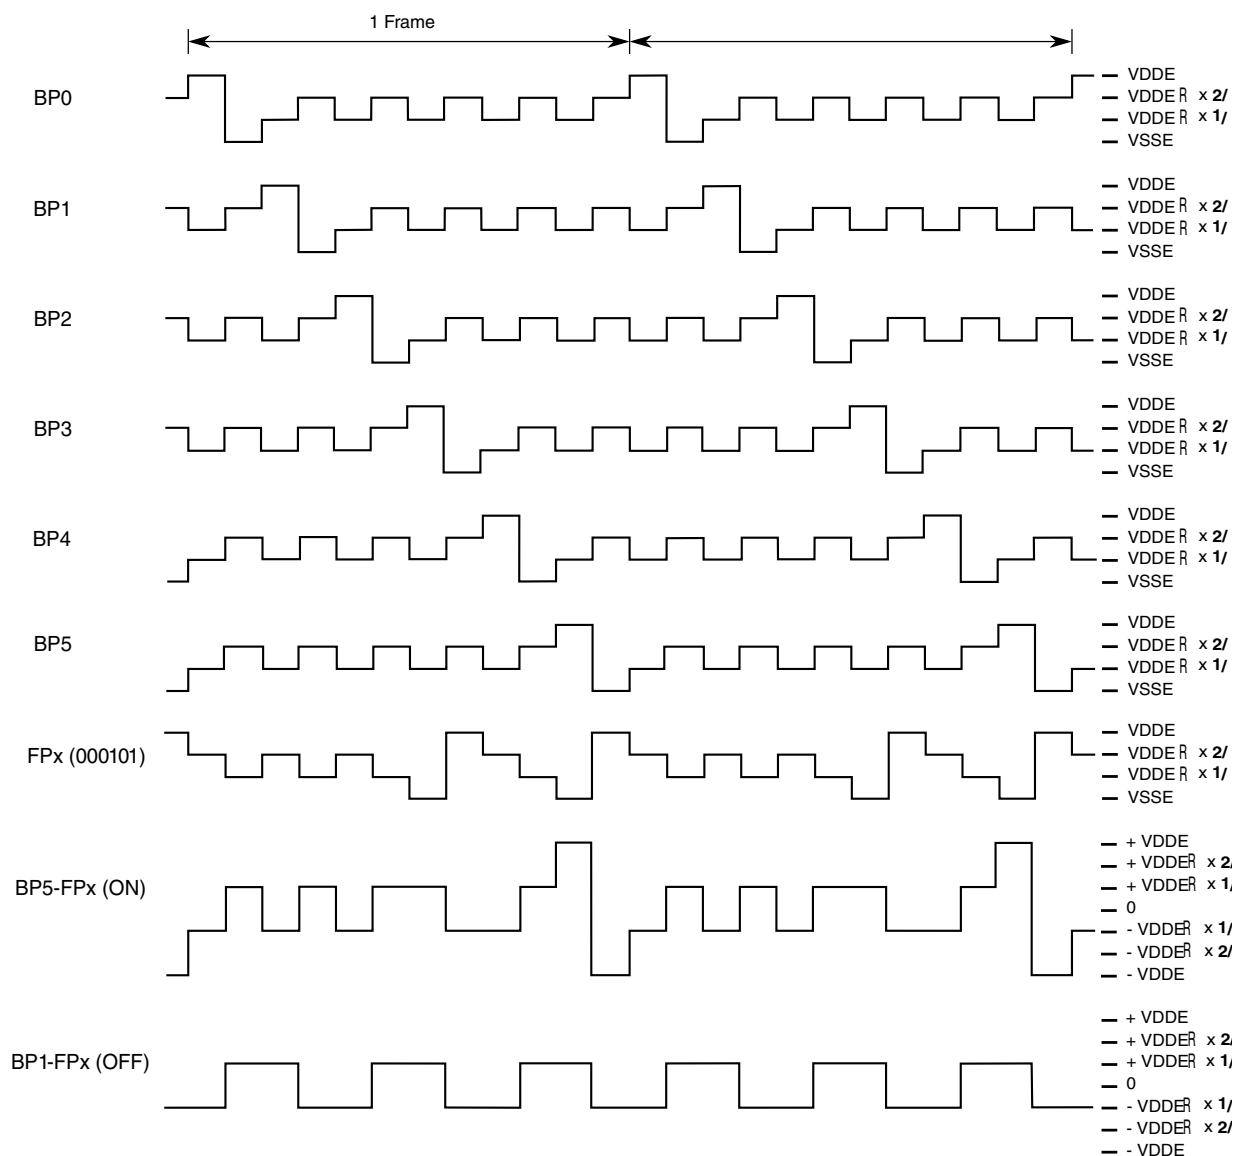 1 Frame
BP0
VDDE
VDDE R x 2/
VDDE R x 1/
VSSE
BP1
VDDE
VDDE R x 2/
VDDE R x 1/
VSSE
BP2
VDDE
VDDE R x 2/
VDDE R x 1/
VSSE
BP3
VDDE
VDDE R x 2/
VDDE R x 1/
VSSE
BP4
VDDE
VDDE R x 2/
VDDE R x 1/
VSSE
BP5
VDDE
VDDE R x 2/
VDDE R x 1/
VSSE
FPx (000101)
VDDE
VDDE R x 2/
VDDE R x 1/
VSSE
BP5-FPx (ON)
+ VDDE
+ VDDER x 2/
+ VDDER x 1/
0
- VDDER x 1/
- VDDER x 2/
- VDDE
BP1-FPx (OFF)
+ VDDE
+ VDDER x 2/
+ VDDER x 1/
0
- VDDER x 1/
- VDDER x 2/
- VDDE